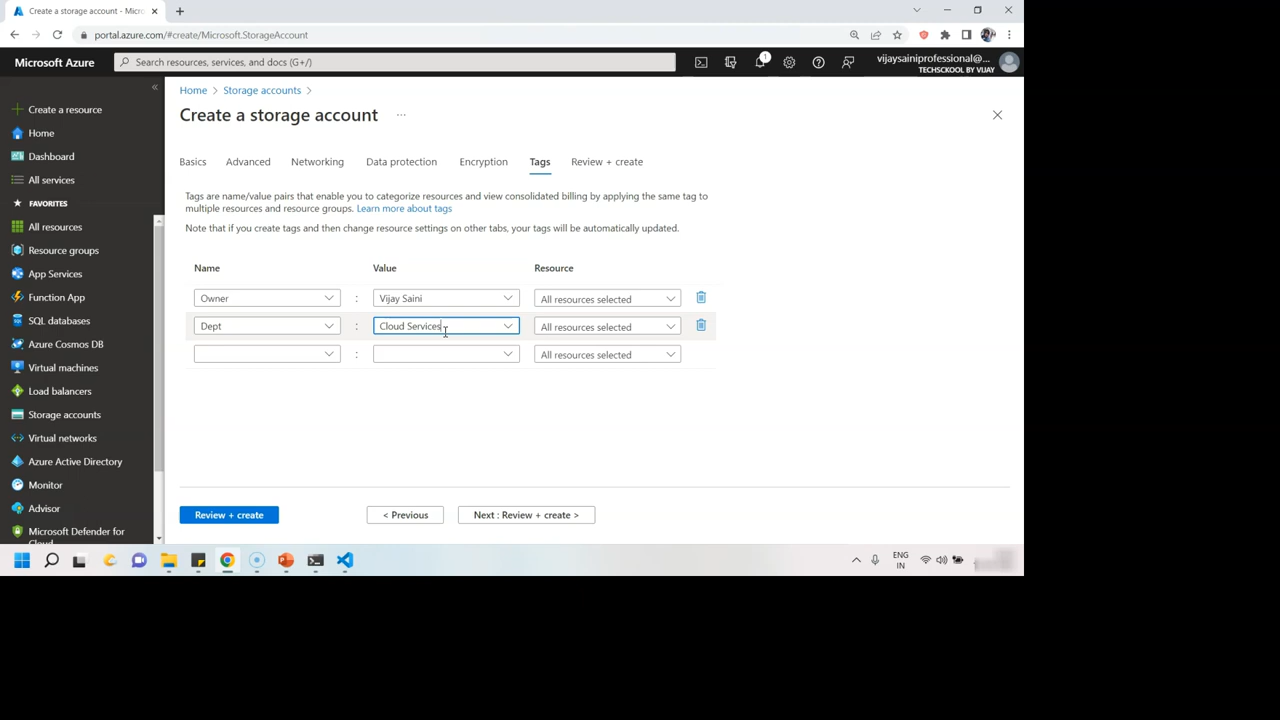 Create a storage account - Micro
portal.azure.com/#create/Microsoft.StorageAccount
Microsoft Azure
Search resources, services, and docs (G+/)
1
vijaysainiprofessional@...
TECHSCKOOL BY VIJAY
Create a resource
Home
Dashboard
All services
FAVORITES
All resources
Resource groups
App Services
Function App
SQL databases
Azure Cosmos DB
Virtual machines
Load balancers
Storage accounts
Virtual networks
Azure Active Directory
Monitor
Advisor
Microsoft Defender for
Cloud
Home > Storage accounts >
Create a storage account ...
Basics Advanced Networking Data protection Encryption Tags Review + create
Tags are name/value pairs that enable you to categorize resources and view consolidated billing by applying the same tag to
multiple resources and resource groups. Learn more about tags
Note that if you create tags and then change resource settings on other tabs, your tags will be automatically updated.
Name Value Resource
Owner : Vijay Saini All resources selected
Dept : Cloud Services All resources selected
: All resources selected
Review + create < Previous Next : Review + create >
ENG
IN